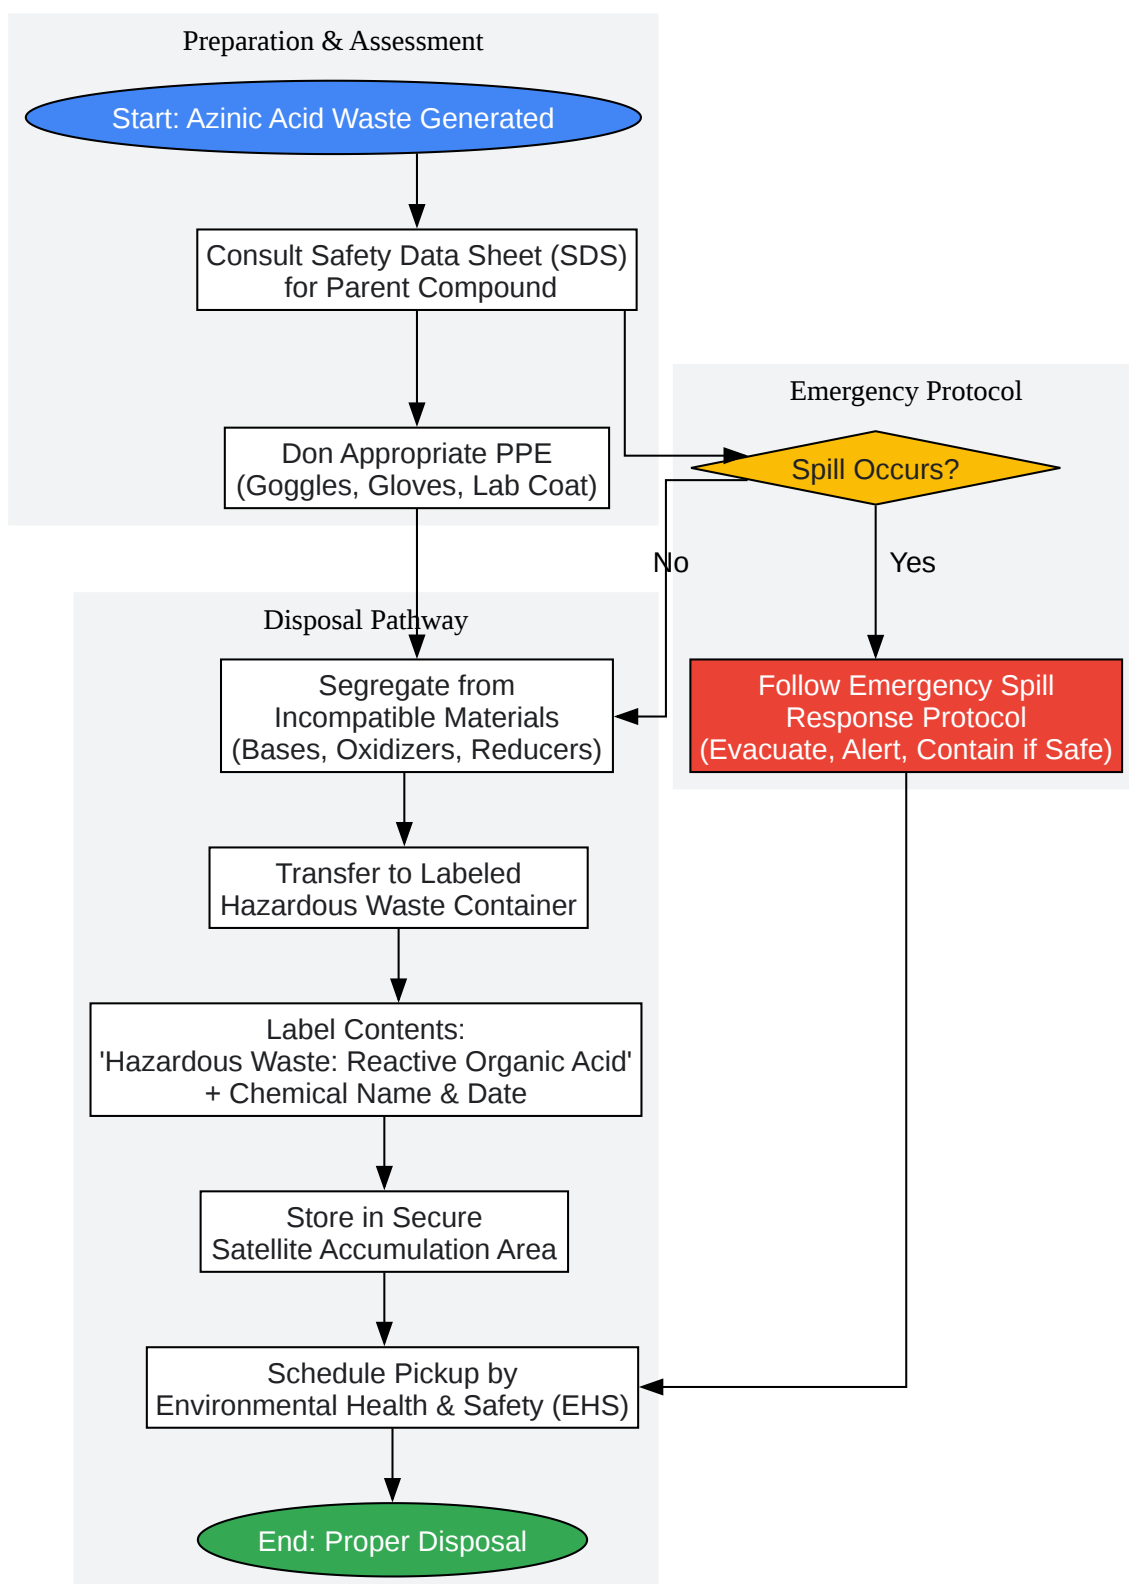 Preparation & Assessment
Start: Azinic Acid Waste Generated
Consult Safety Data Sheet (SDS)
for Parent Compound
Don Appropriate PPE
(Goggles, Gloves, Lab Coat)
Emergency Protocol
Spill Occurs?
No
Yes
Disposal Pathway
Segregate from
Incompatible Materials
(Bases, Oxidizers, Reducers)
Follow Emergency Spill
Response Protocol
(Evacuate, Alert, Contain if Safe)
Transfer to Labeled
Hazardous Waste Container
Label Contents:
'Hazardous Waste: Reactive Organic Acid'
+ Chemical Name & Date
Store in Secure
Satellite Accumulation Area
Schedule Pickup by
Environmental Health & Safety (EHS)
End: Proper Disposal